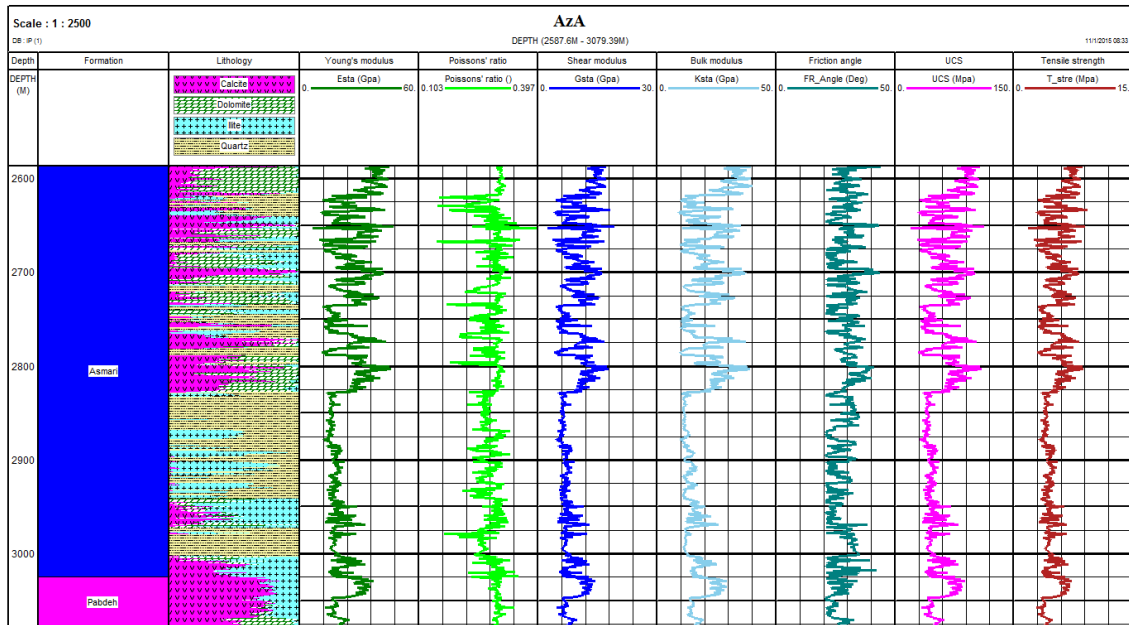 Scale : 1 : 2500
AzA
DB : IP (1)
DEPTH (2587.6M - 3079.39M)
11/1/2015 08:33
Depth Formation Lithology Young's modulus Poissons' ratio Shear modulus Bulk modulus Friction angle UCS Tensile strength
DEPTH (M)
Calcite
Dolomite
Ilite
Quartz
Esta (Gpa)
0. 60.
Poissons' ratio ()
0.103 0.397
Gsta (Gpa)
0. 30.
Ksta (Gpa)
0. 50.
FR_Angle (Deg)
0. 50.
UCS (Mpa)
0. 150.
T_stre (Mpa)
0. 15.
2600
2700
2800
Asmari
2900
3000
Pabdeh